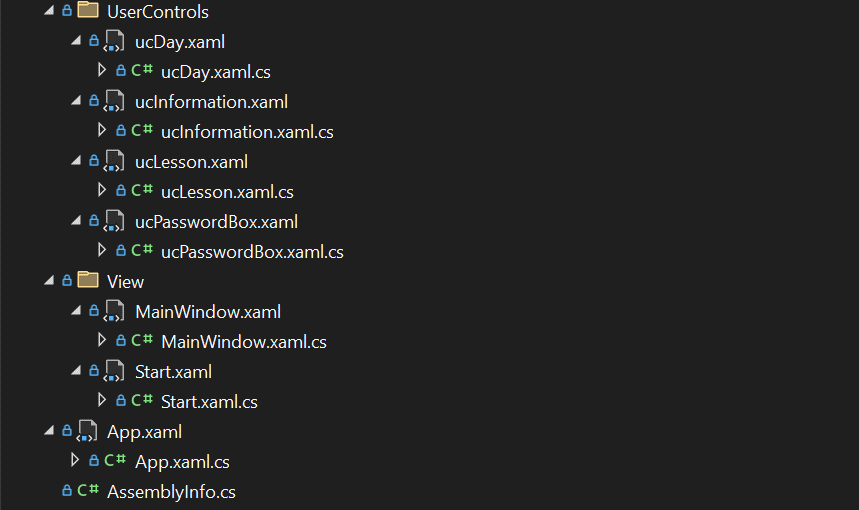 UserControls
ucDay.xaml
C# ucDay.xaml.cs
ucInformation.xaml
C# ucInformation.xaml.cs
ucLesson.xaml
C# ucLesson.xaml.cs
ucPasswordBox.xaml
C# ucPasswordBox.xaml.cs
View
MainWindow.xaml
C# MainWindow.xaml.cs
Start.xaml
C# Start.xaml.cs
App.xaml
C# App.xaml.cs
C# AssemblyInfo.cs